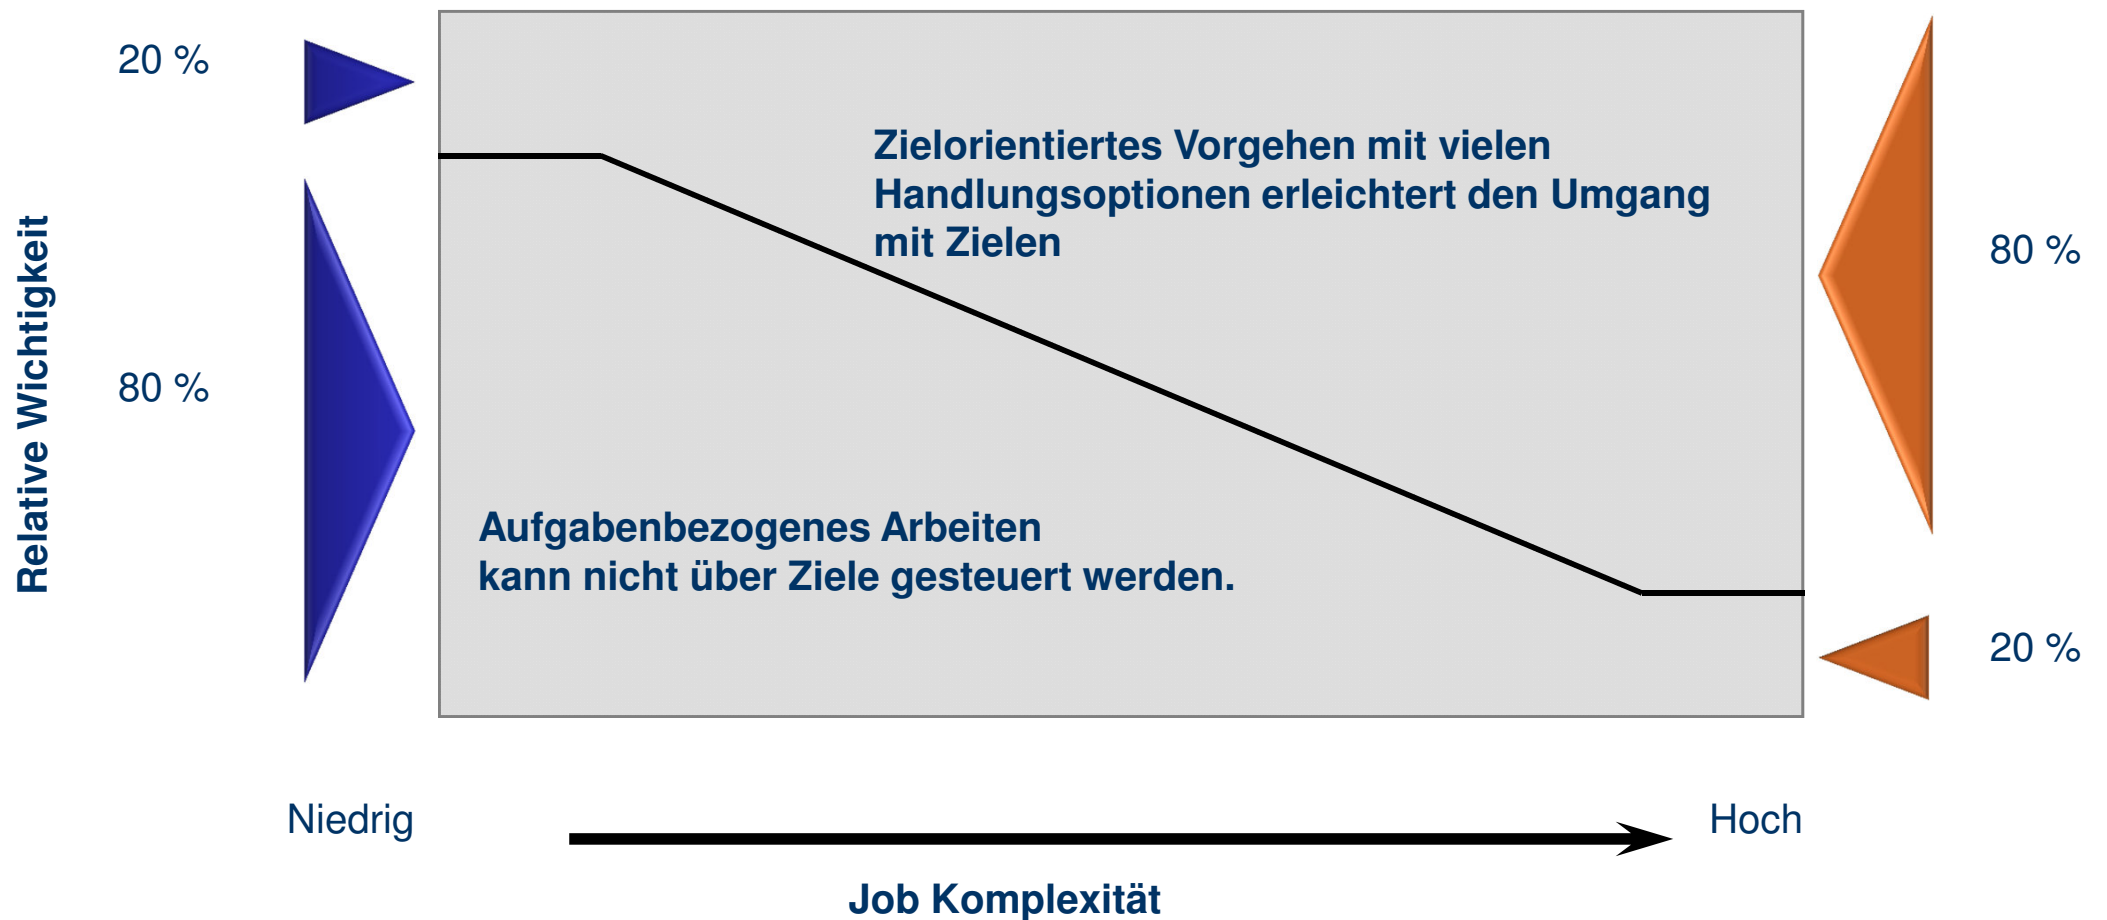 20 %
Zielorientiertes Vorgehen mit vielen
Handlungsoptionen erleichtert den Umgang
mit Zielen
80 %
Relative Wichtigkeit
80 %
Aufgabenbezogenes Arbeiten
kann nicht über Ziele gesteuert werden.
20 %
Niedrig
Hoch
Job Komplexität